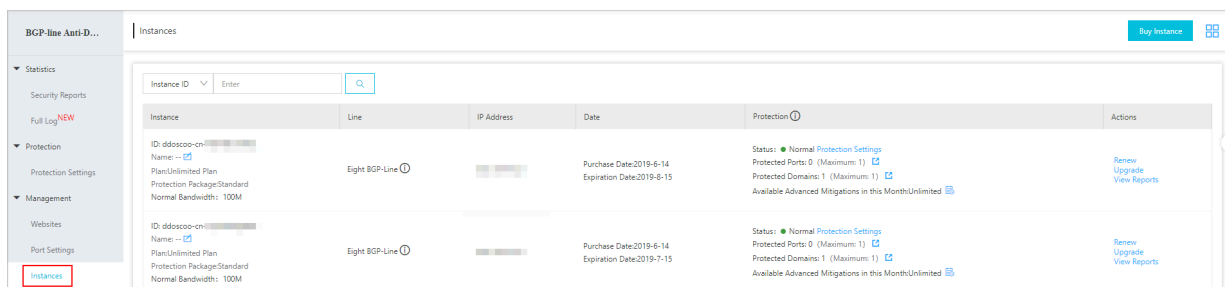 BGP-line Anti-D...
Instances
Buy Instance
Statistics
Security Reports
Full Log NEW
Protection
Protection Settings
Management
Websites
Port Settings
Instances
Instance ID
Enter
Instance
Line
IP Address
Date
Protection
Actions
ID: ddoscoo-cn-
Name: --
Plan:Unlimited Plan
Protection Package:Standard
Normal Bandwidth: 100M
Eight BGP-Line
Purchase Date:2019-6-14
Expiration Date:2019-8-15
Status: Normal Protection Settings
Protected Ports: 0 (Maximum: 1)
Protected Domains: 1 (Maximum: 1)
Available Advanced Mitigations in this Month:Unlimited
Renew
Upgrade
View Reports
ID: ddoscoo-cn-
Name: --
Plan:Unlimited Plan
Protection Package:Standard
Normal Bandwidth: 100M
Eight BGP-Line
Purchase Date:2019-6-14
Expiration Date:2019-7-15
Status: Normal Protection Settings
Protected Ports: 0 (Maximum: 1)
Protected Domains: 1 (Maximum: 1)
Available Advanced Mitigations in this Month:Unlimited
Renew
Upgrade
View Reports